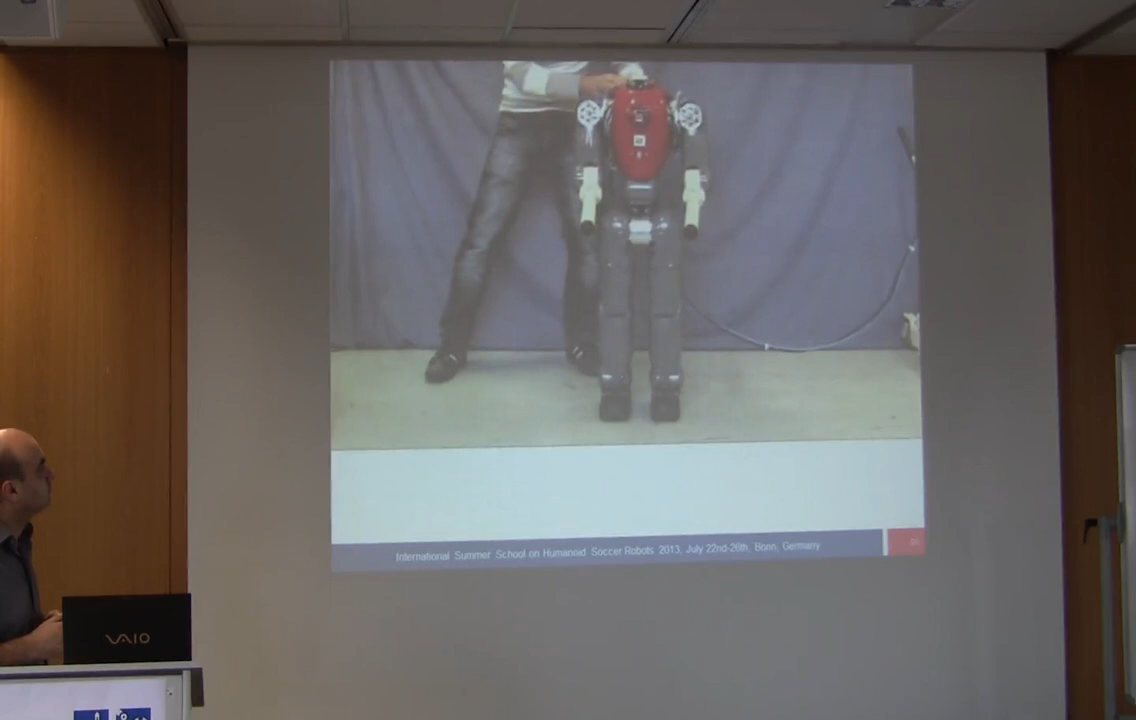 International Summer School on Humanoid Soccer Robots 2013, July 22nd-26th, Bonn, Germany
VAIO